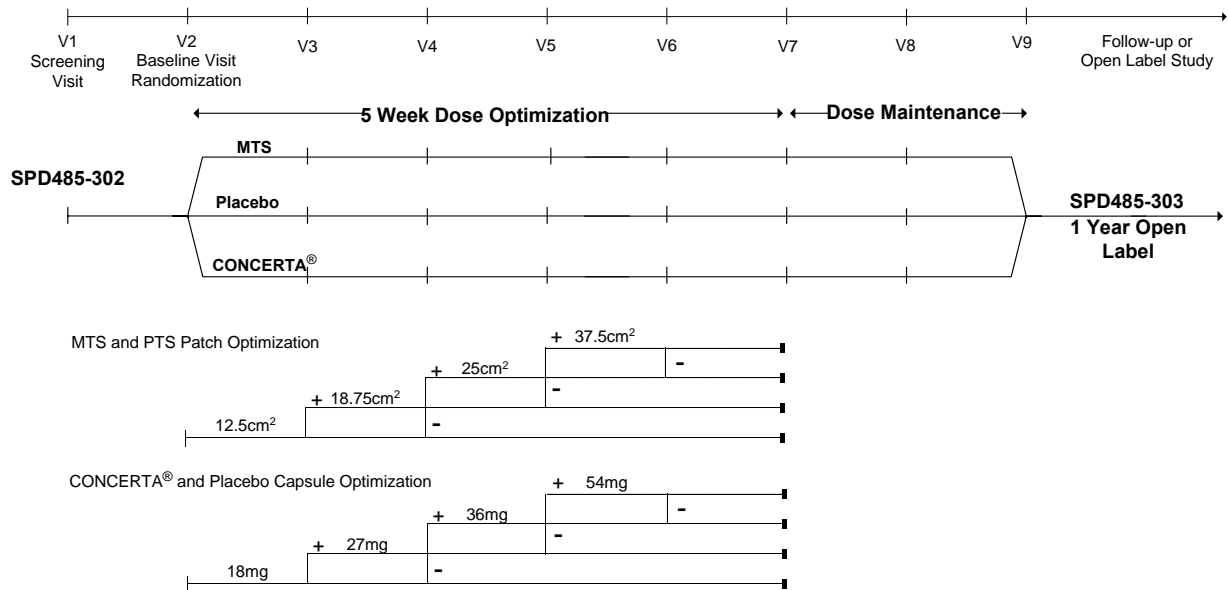 V1
Screening
Visit
V2
Baseline Visit
Randomization
V3
V4
V5
V6
V7
V8
V9
Follow-up or
Open Label Study
5 Week Dose Optimization
Dose Maintenance
MTS
SPD485-302
Placebo
SPD485-303
1 Year Open
Label
CONCERTA®
MTS and PTS Patch Optimization
+ 37.5cm²
-
+ 25cm²
-
+ 18.75cm²
-
12.5cm²
CONCERTA® and Placebo Capsule Optimization
+ 54mg
-
+ 36mg
-
+ 27mg
-
18mg